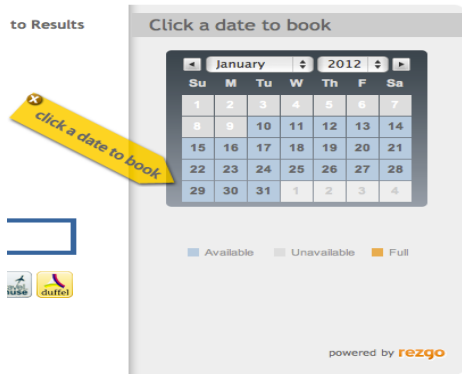 to Results
Click a date to book
January 2012
Su M Tu W Th F Sa
1 2 3 4 5 6 7
8 9 10 11 12 13 14
15 16 17 18 19 20 21
22 23 24 25 26 27 28
29 30 31 1 2 3 4
click a date to book
Available Unavailable Full
duffel
powered by rezgo